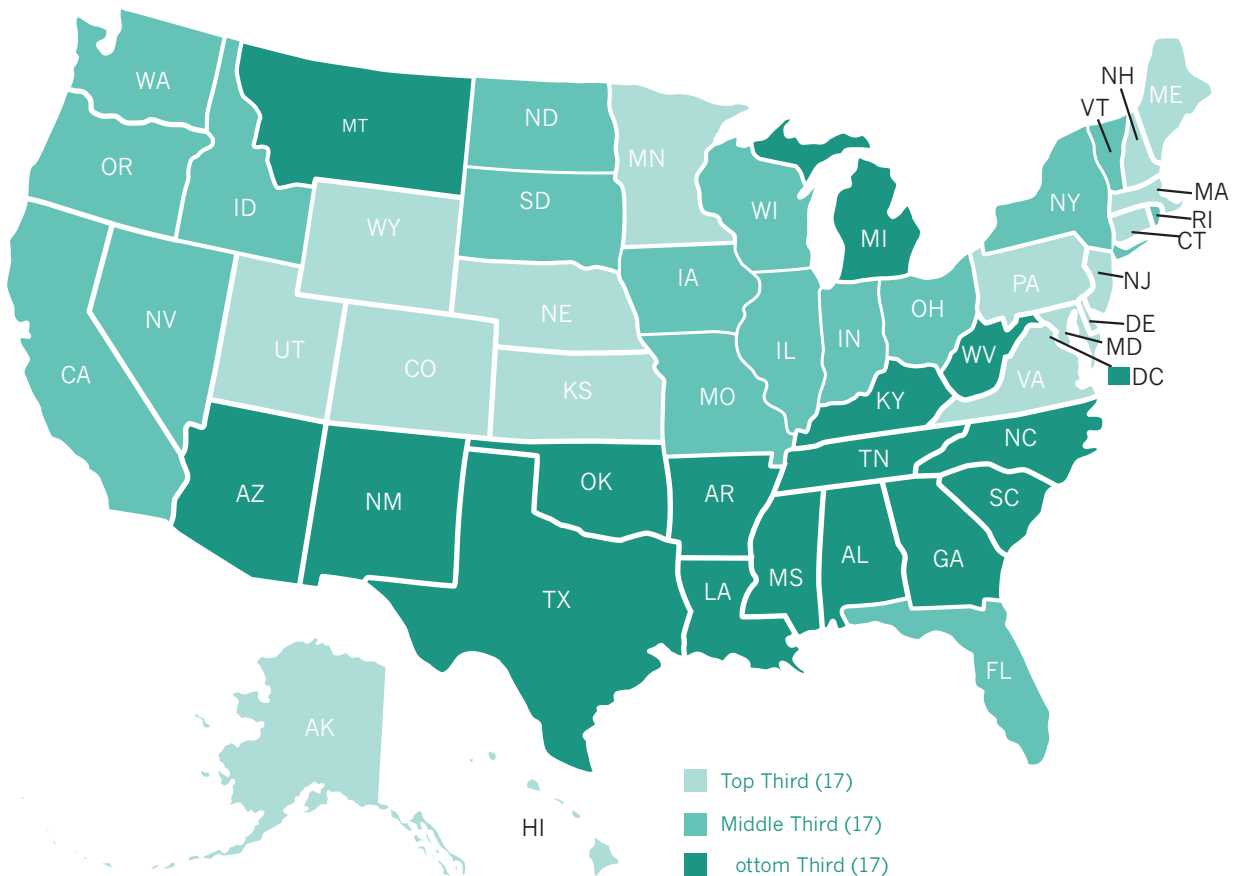 NH
ME
VT
WA
MT
ND
MN
OR
SD
WI
NY
MA
ID
RI
WY
MI
CT
IA
PA
NJ
NE
OH
NV
DE
UT
IL
IN
MD
WV
CO
DC
CA
KS
MO
VA
KY
NC
TN
OK
AZ
AR
SC
NM
AL
GA
MS
LA
TX
FL
AK
HI
Top Third (17)
Middle Third (17)
ottom Third (17)